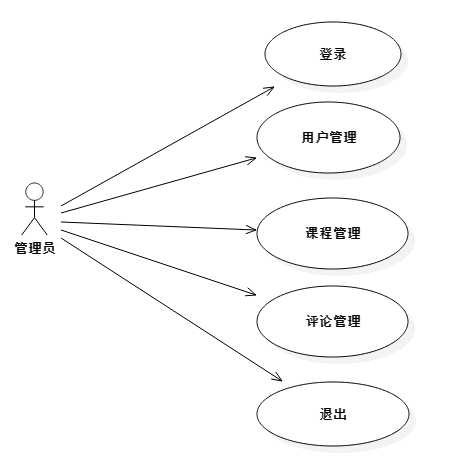 登录
用户管理
管理员
课程管理
评论管理
退出